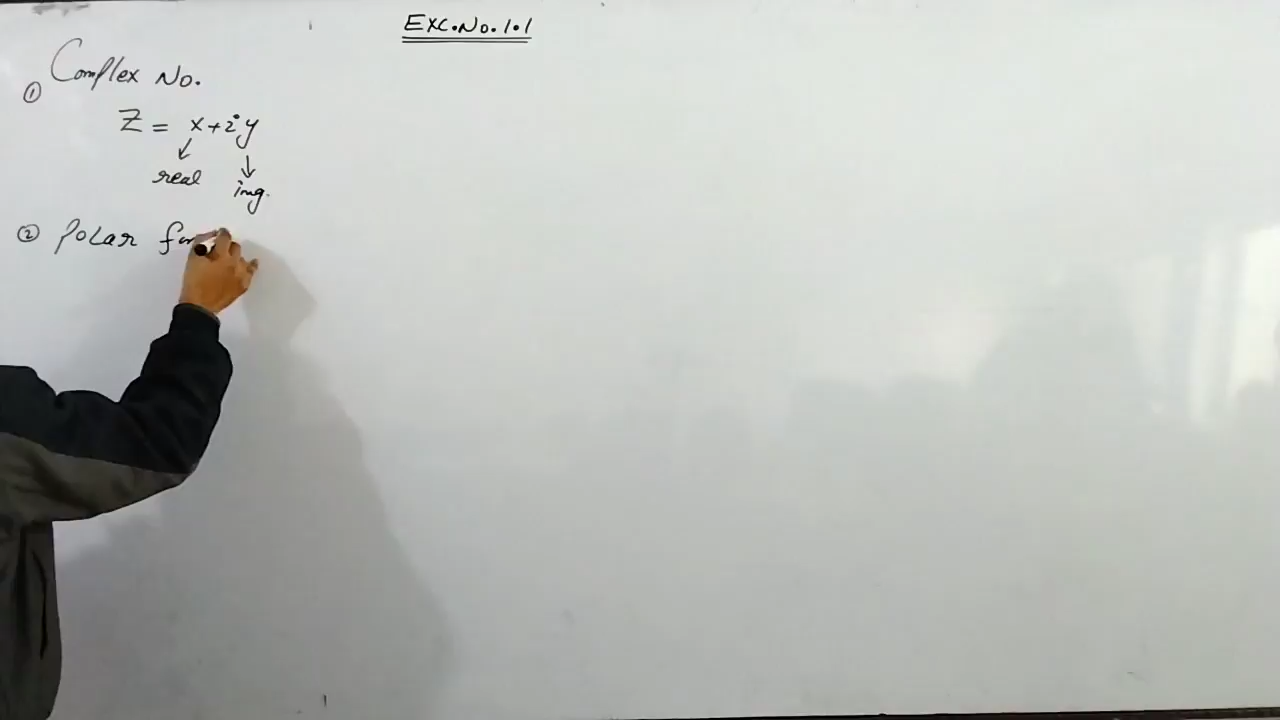 Exc.No.1.1
① Complex No.
Z = x+iy
real img.
② Polar